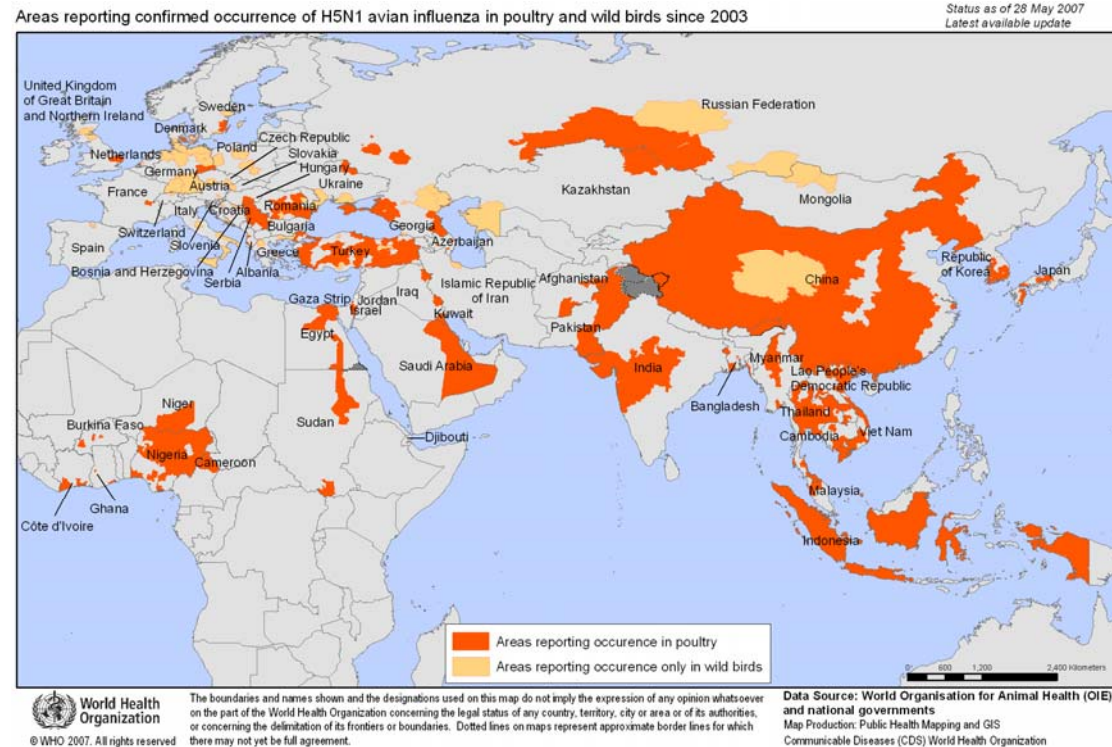 Areas reporting confirmed occurrence of H5N1 avian influenza in poultry and wild birds since 2003
Status as of 28 May 2007
Latest available update
United Kingdom
of Great Britain
and Northern Ireland
Sweden
Denmark
Russian Federation
Czech Republic
Poland
Slovakia
Netherlands
Hungary
Germany
Ukraine
Austria
France
Kazakhstan
Mongolia
Italy
Croatia
Romania
Switzerland
Bulgaria
Georgia
Slovenia
Azerbaijan
Spain
Greece
Turkey
Bosnia and Herzegovina
Albania
Serbia
Republic
of Korea
Japan
China
Afghanistan
Islamic Republic
of Iran
Iraq
Gaza Strip
Jordan
Israel
Kuwait
Egypt
Pakistan
Saudi Arabia
India
Myanmar
Lao People's
Democratic Republic
Bangladesh
Thailand
Niger
Burkina Faso
Sudan
Djibouti
Cambodia
Viet Nam
Nigeria
Cameroon
Malaysia
Ghana
Côte d'Ivoire
Indonesia
Areas reporting occurence in poultry
Areas reporting occurence only in wild birds
0 600 1,200 2,400 Kilometers
World Health
Organization
© WHO 2007. All rights reserved
The boundaries and names shown and the designations used on this map do not imply the expression of any opinion whatsoever
on the part of the World Health Organization concerning the legal status of any country, territory, city or area or of its authorities,
or concerning the delimitation of its frontiers or boundaries. Dotted lines on maps represent approximate border lines for which
there may not yet be full agreement.
Data Source: World Organisation for Animal Health (OIE)
and national governments
Map Production: Public Health Mapping and GIS
Communicable Diseases (CDS) World Health Organization